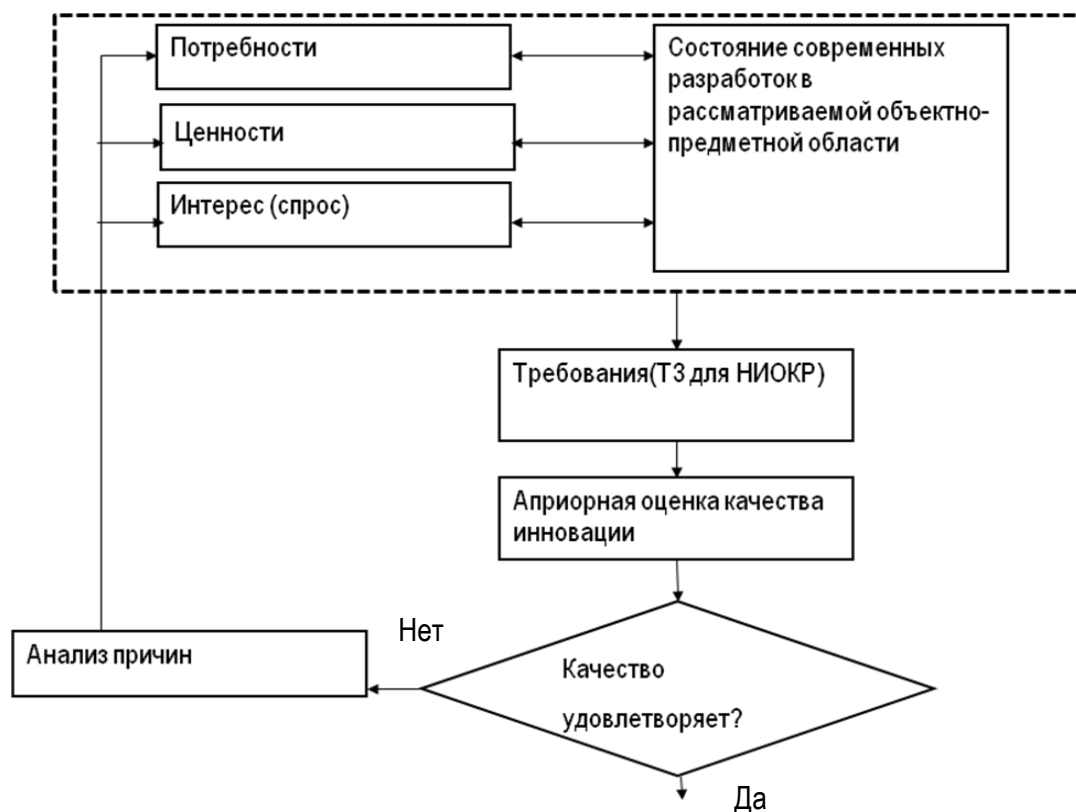 Потребности
Состояние современных
разработок в
рассматриваемой объектно-
предметной области
Ценности
Интерес (спрос)
Требования(ТЗ для НИОКР)
Априорная оценка качества
инновации
Нет
Анализ причин
Качество
удовлетворяет?
Да